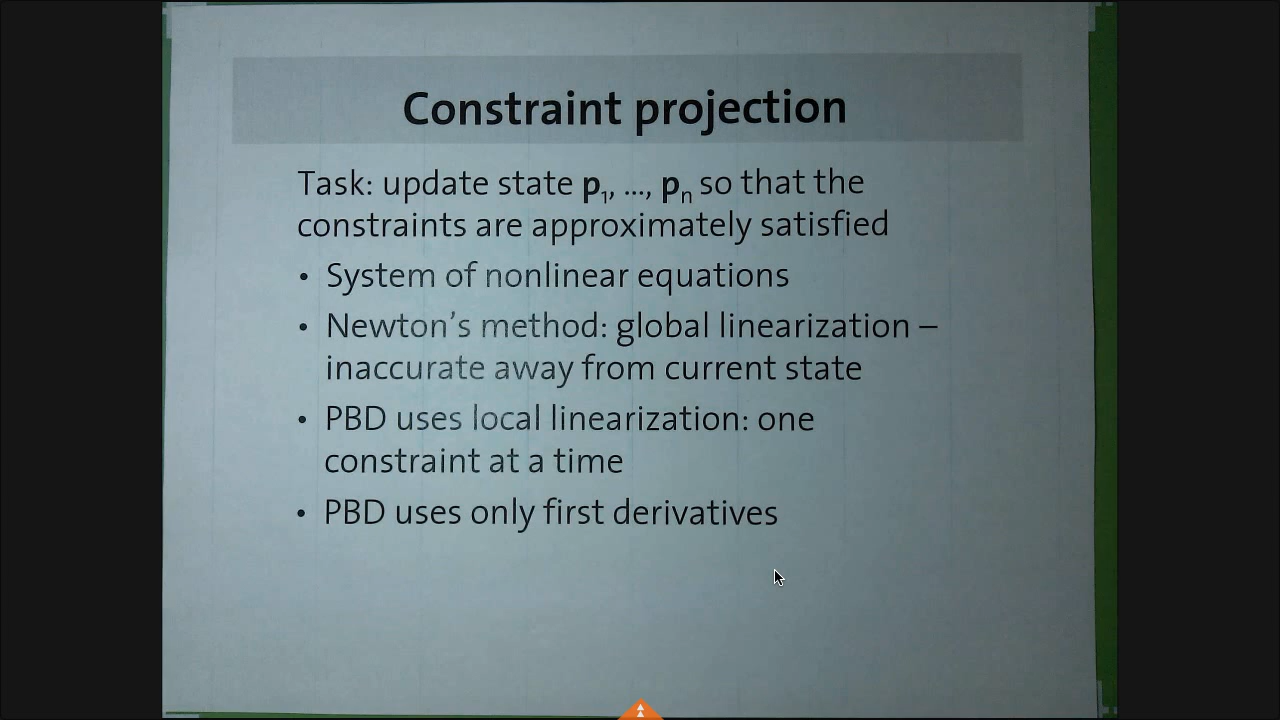 Constraint projection
Task: update state p1, ..., pn so that the
constraints are approximately satisfied
• System of nonlinear equations
• Newton’s method: global linearization –
inaccurate away from current state
• PBD uses local linearization: one
constraint at a time
• PBD uses only first derivatives